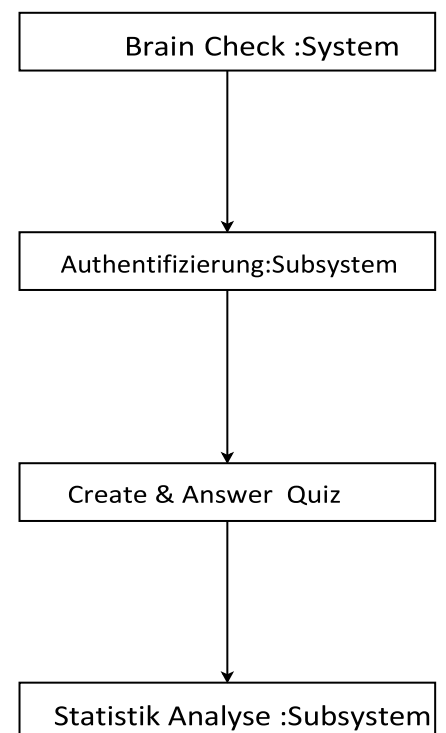 Brain Check :System
Authentifizierung:Subsystem
Create & Answer Quiz
Statistik Analyse :Subsystem